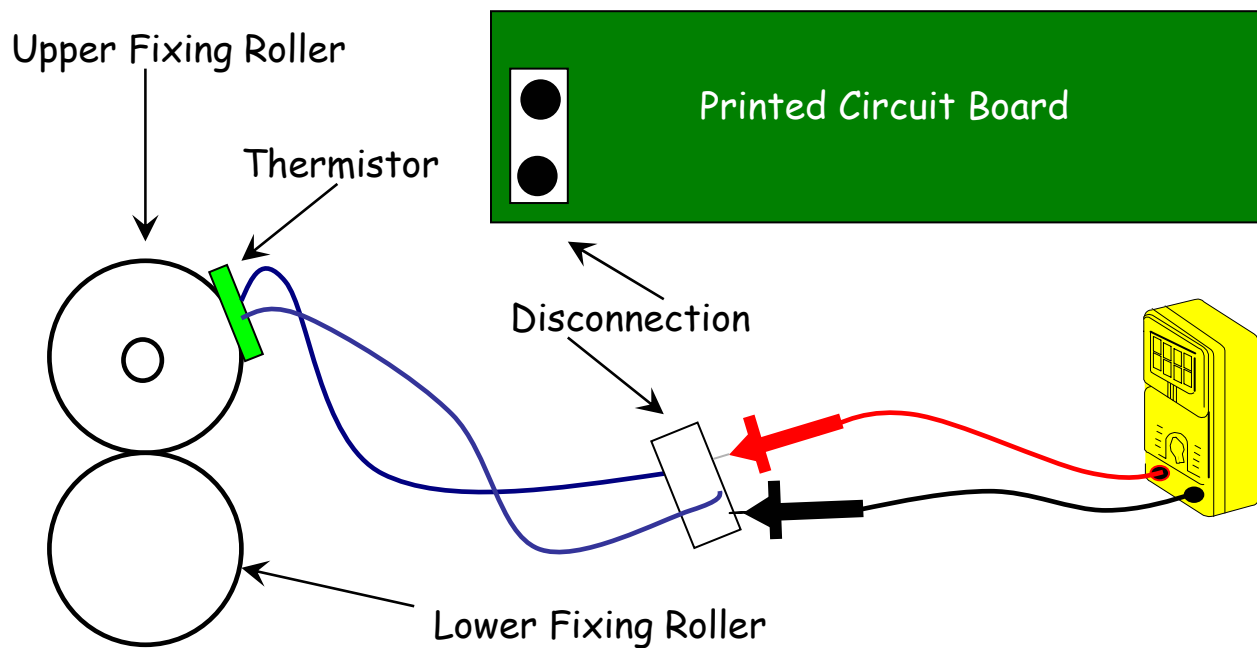 Upper Fixing Roller
Printed Circuit Board
Thermistor
Disconnection
Lower Fixing Roller